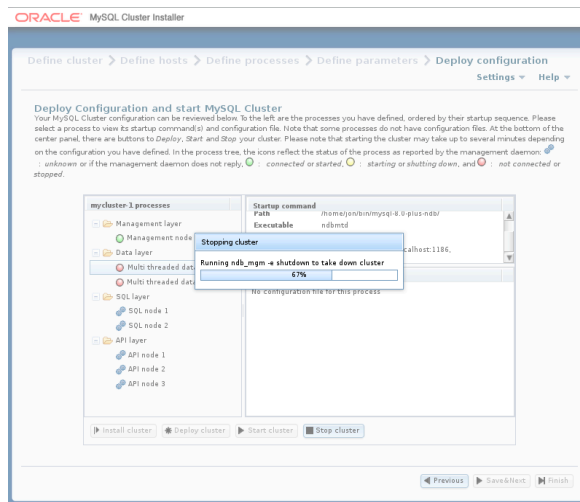 ORACLE® MySQL Cluster Installer
Define cluster > Define hosts > Define processes > Define parameters > Deploy configuration
Settings Help
Deploy Configuration and start MySQL Cluster
Your MySQL Cluster configuration can be reviewed below. To the left are the processes you have defined, ordered by their startup sequence. Please
select a process to view its startup command(s) and configuration file. Note that some processes do not have configuration files. At the bottom of the
center panel, there are buttons to Deploy, Start and Stop your cluster. Please note that starting the cluster may take up to several minutes depending
on the configuration you have defined. In the process tree, the icons reflect the status of the process as reported by the management daemon:
: unknown or if the management daemon does not reply, : connected or started, : starting or shutting down, and : not connected or
stopped.
mycluster-1 processes
Management layer
Management node
Data layer
Multi threaded data
Multi threaded data
SQL layer
SQL node 1
SQL node 2
API layer
API node 1
API node 2
API node 3
Startup command
Path /home/jon/bin/mysql-8.0-plus-ndb/
Executable ndbmtd
calhost:1186,
Stopping cluster
Running ndb_mgm -e shutdown to take down cluster
67%
No configuration file for this process
Install cluster Deploy cluster Start cluster Stop cluster
Previous Save&Next Finish